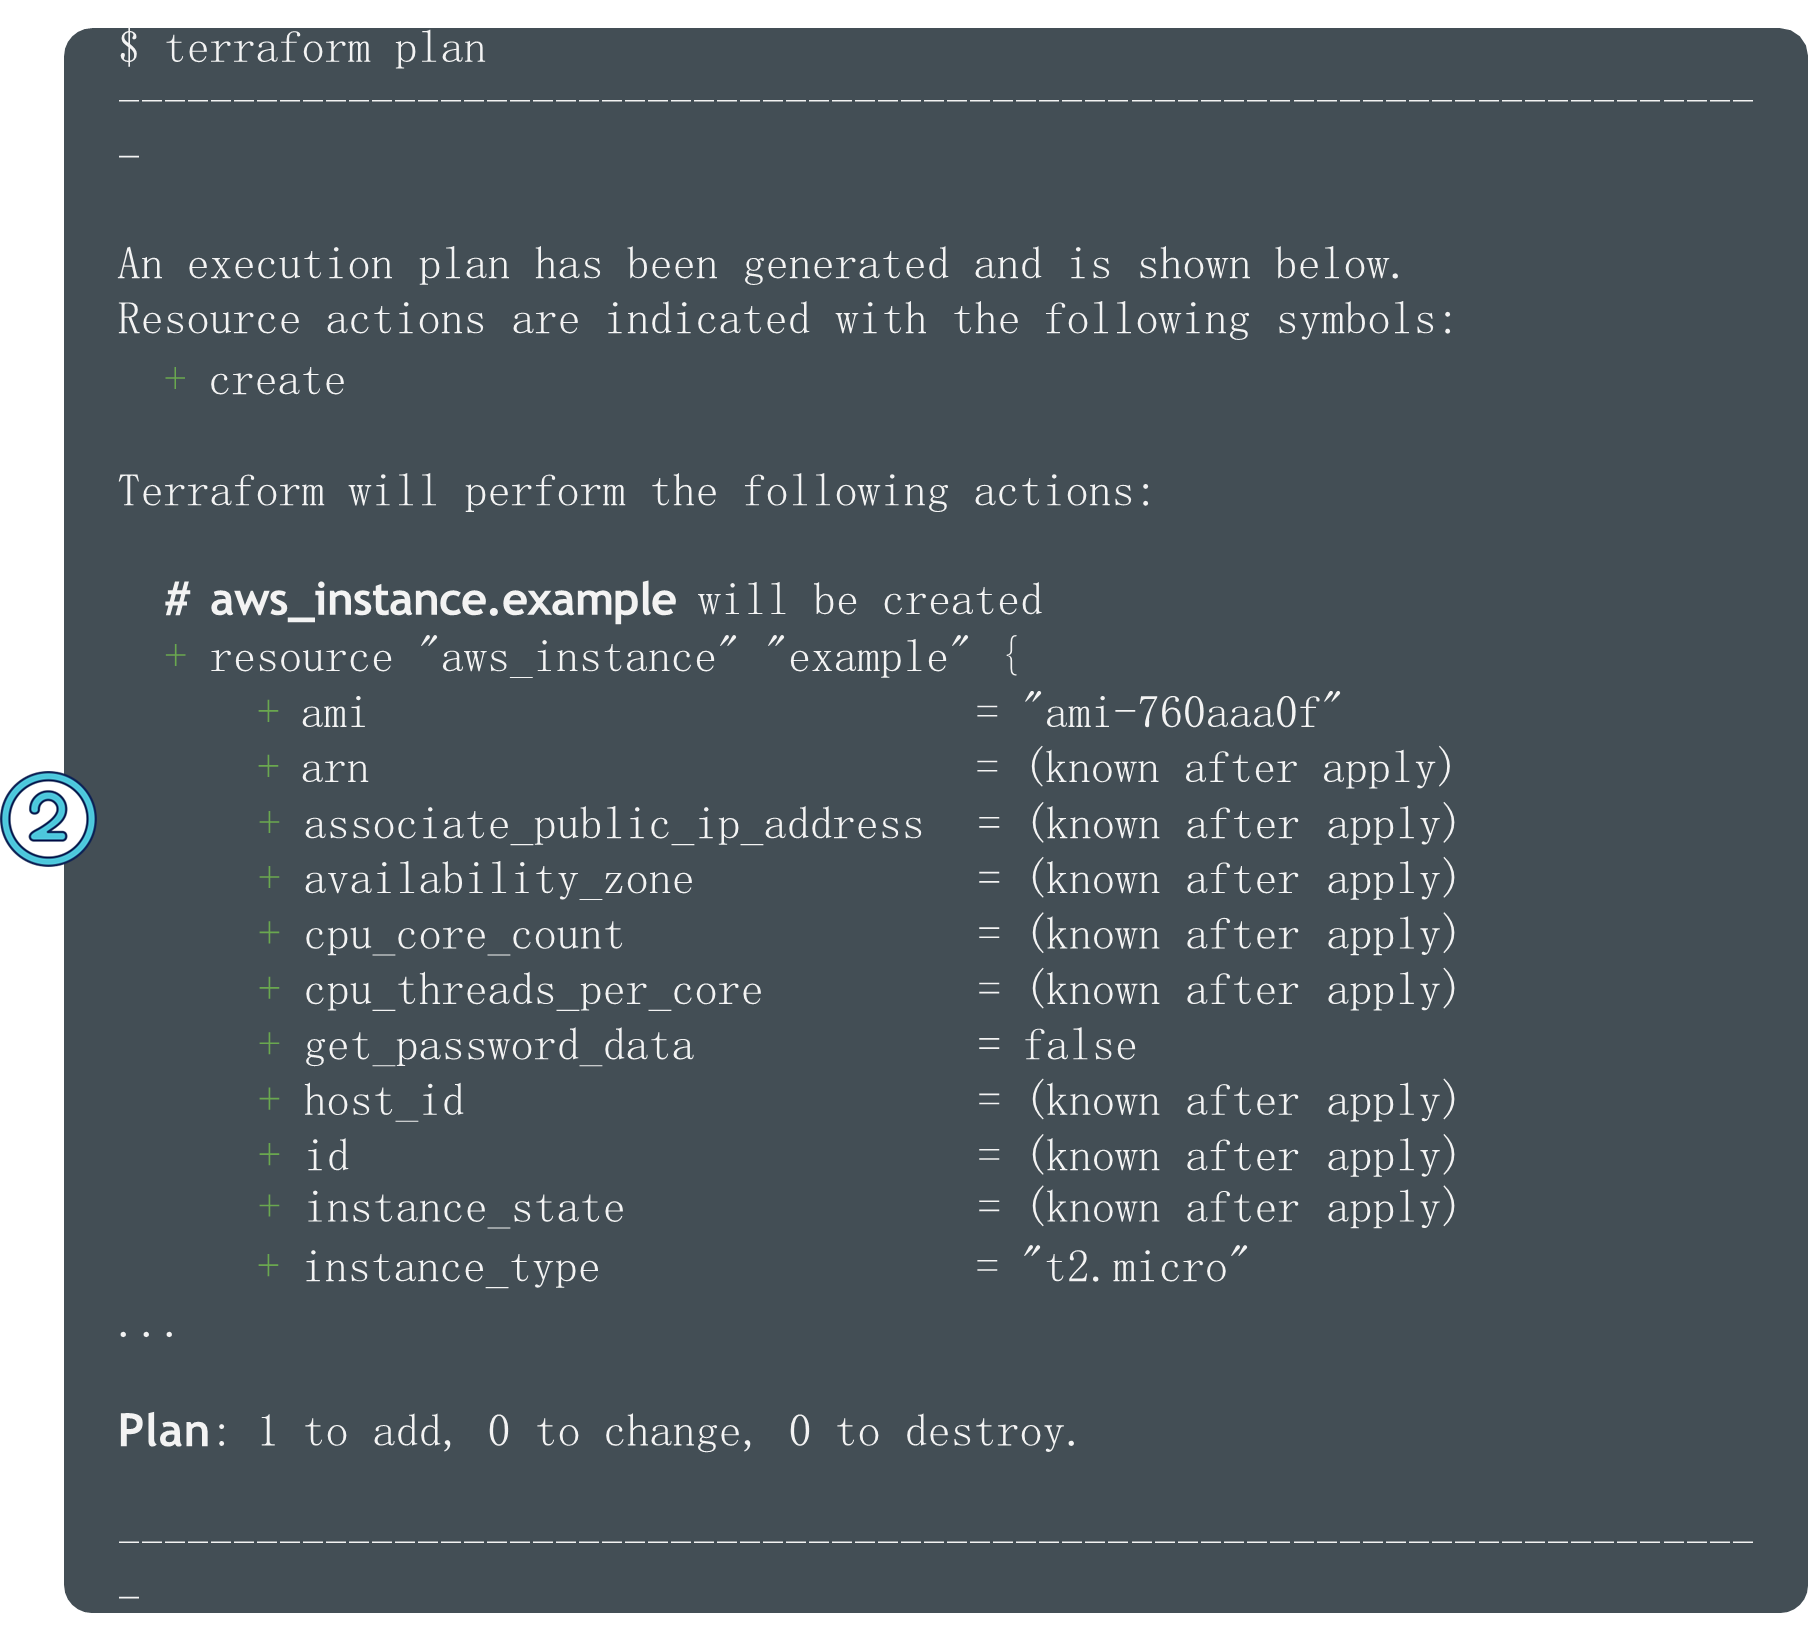 $ terraform plan
-----------------------------------------------------------------------
-
An execution plan has been generated and is shown below.
Resource actions are indicated with the following symbols:
+ create
Terraform will perform the following actions:
# aws_instance.example will be created
+ resource "aws_instance" "example" {
+ ami = "ami-760aaa0f"
+ arn = (known after apply)
+ associate_public_ip_address = (known after apply)
2
+ availability_zone = (known after apply)
+ cpu_core_count = (known after apply)
+ cpu_threads_per_core = (known after apply)
+ get_password_data = false
+ host_id = (known after apply)
+ id = (known after apply)
+ instance_state = (known after apply)
+ instance_type = "t2.micro"
...
Plan: 1 to add, 0 to change, 0 to destroy.
-----------------------------------------------------------------------
-